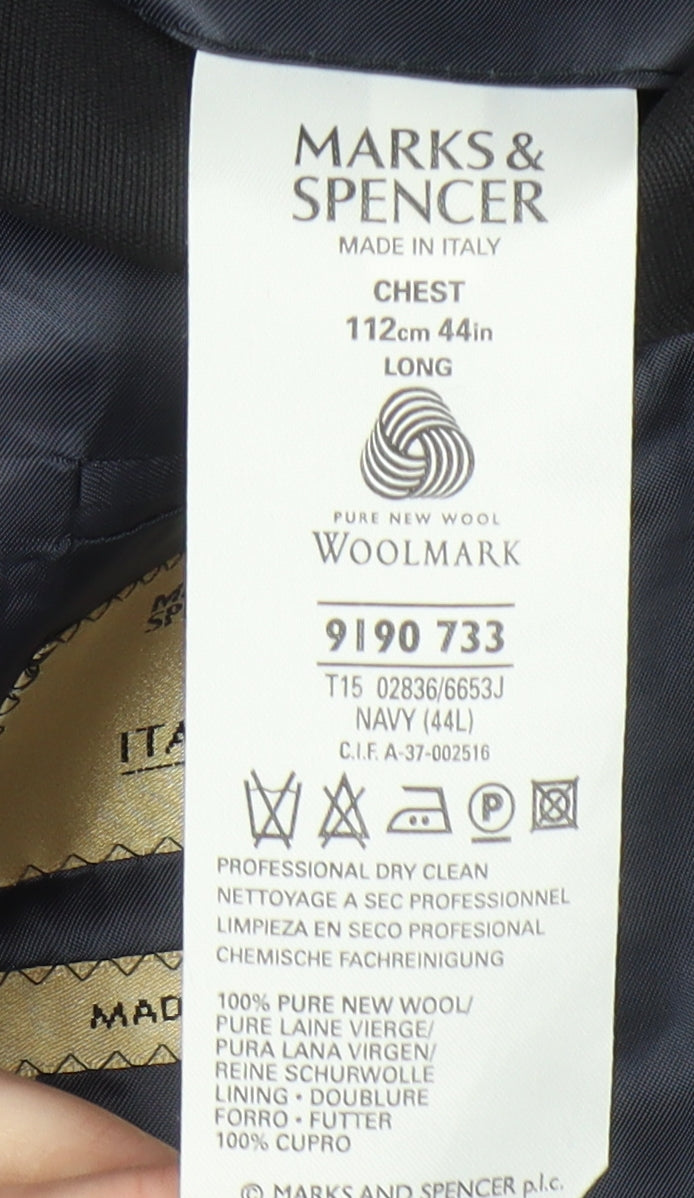 MARKS &
SPENCER
MADE IN ITALY
CHEST
112cm 44in
LONG
PURE NEW WOOL
WOOLMARK
9190 733
T15 02836/6653J
NAVY (44L)
C.I.F. A-37-002516
P
PROFESSIONAL DRY CLEAN
NETTOYAGE A SEC PROFESSIONNEL
LIMPIEZA EN SECO PROFESIONAL
CHEMISCHE FACHREINIGUNG
100% PURE NEW WOOL/
PURE LAINE VIERGE/
PURA LANA VIRGEN/
REINE SCHURWOLLE
LINING • DOUBLURE
FORRO • FUTTER
100% CUPRO
© MARKS AND SPENCER p.l.c.
ITA
MAD